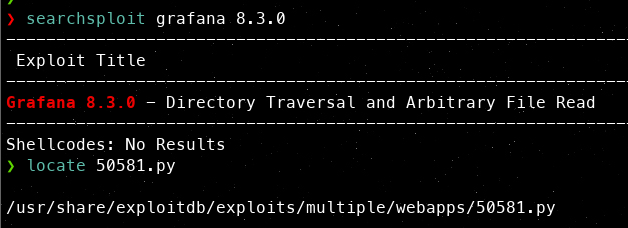 ❯ searchsploit grafana 8.3.0
--------------------------------------------------------------
Exploit Title
--------------------------------------------------------------
Grafana 8.3.0 - Directory Traversal and Arbitrary File Read
--------------------------------------------------------------
Shellcodes: No Results
❯ locate 50581.py
/usr/share/exploitdb/exploits/multiple/webapps/50581.py